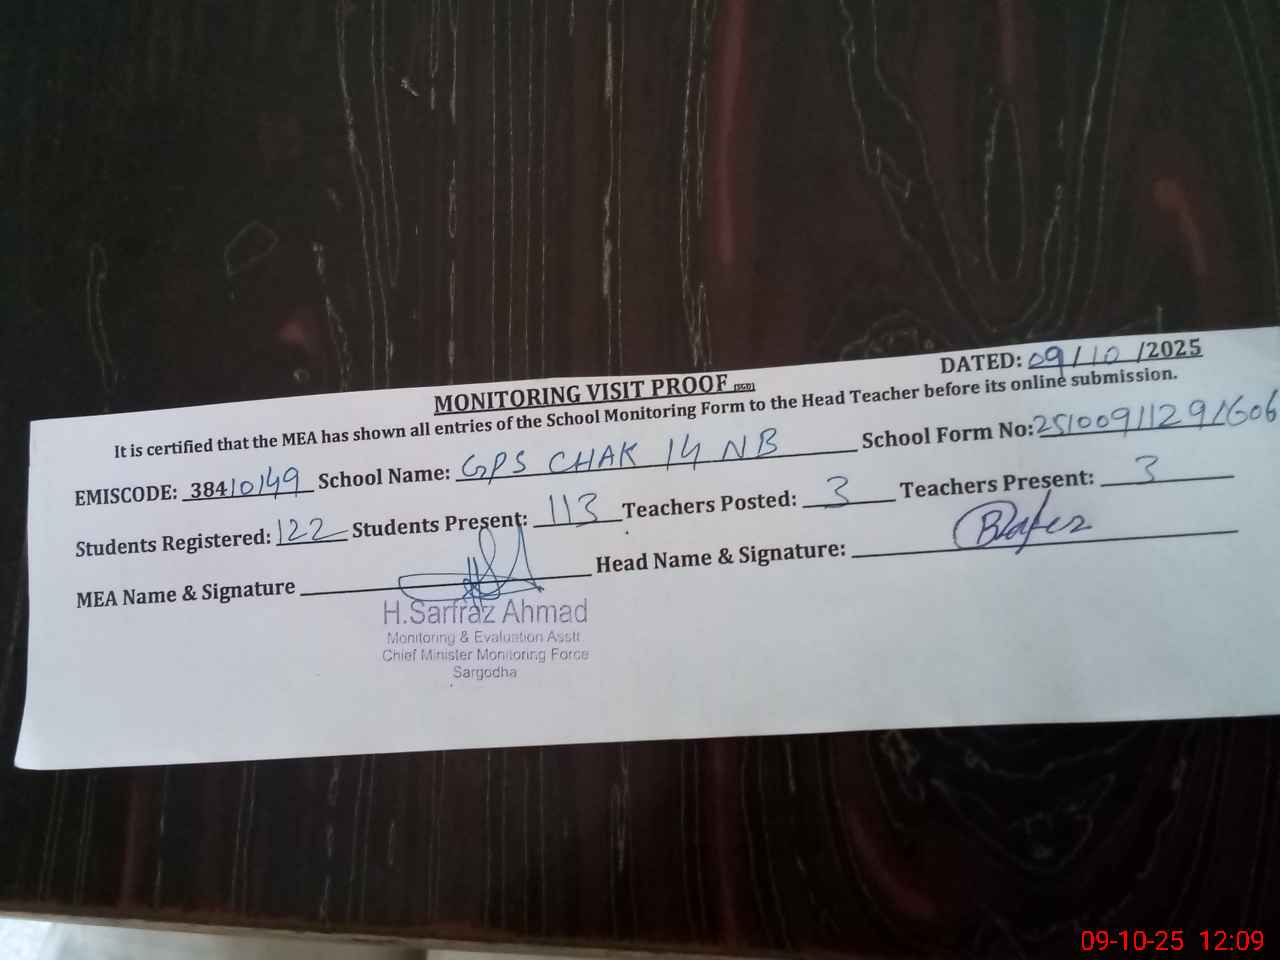 DATED: 09/10/2025
MONITORING VISIT PROOF (SGD)
It is certified that the MEA has shown all entries of the School Monitoring Form to the Head Teacher before its online submission.
EMISCODE: 38410149 School Name: GPS CHAK 14 NB School Form No:
Students Registered: 122 Students Present: 113 Teachers Posted: 3 Teachers Present: 3
MEA Name & Signature Head Name & Signature:
H.Sarfraz Ahmad
Monitoring & Evaluation Asstt
Chief Minister Monitoring Force
Sargodha
09-10-25 12:09